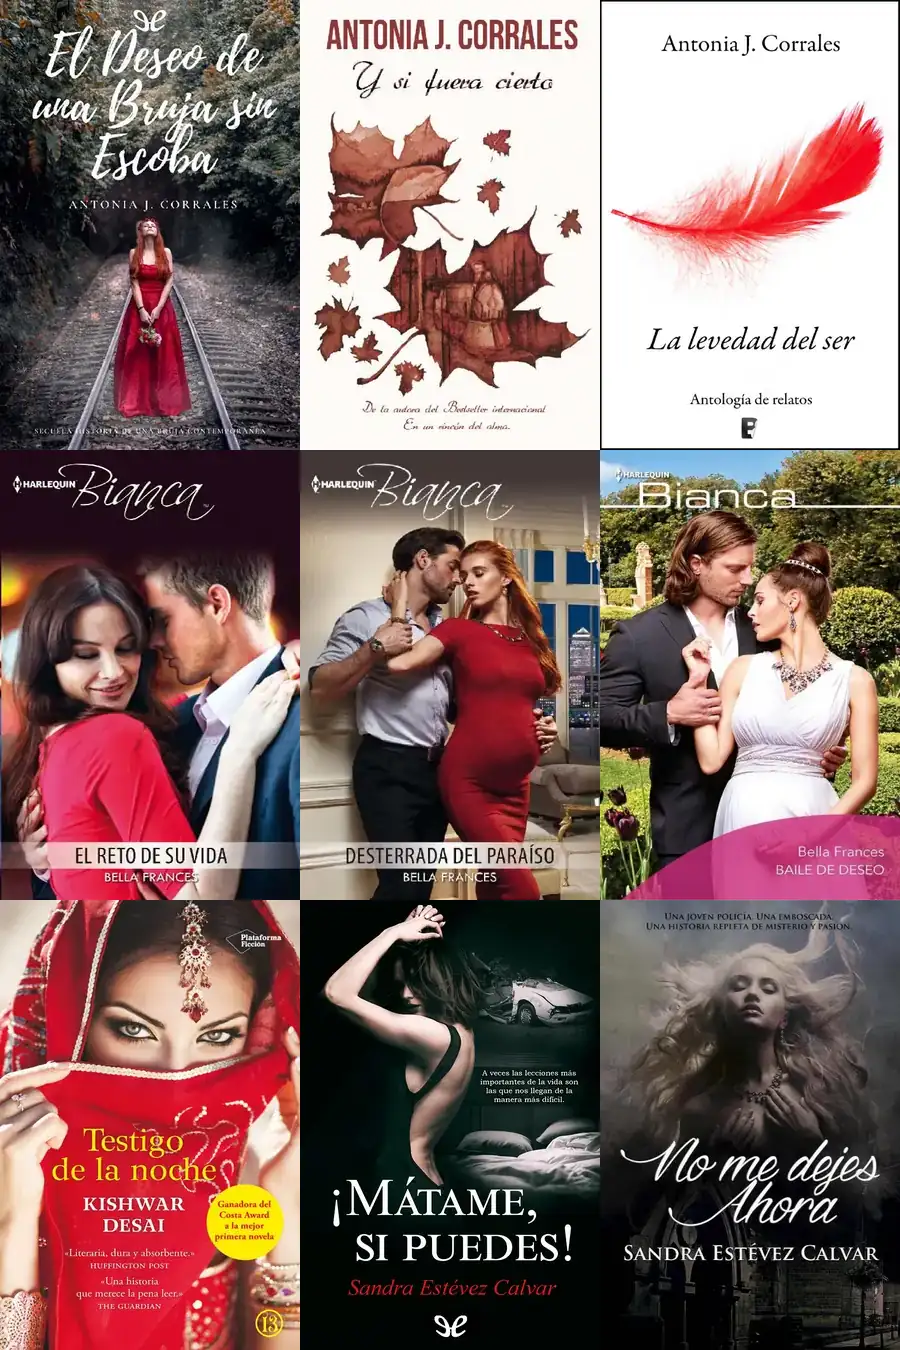 El Deseo de
una Bruja sin
Escoba
ANTONIA J. CORRALES
SECUELA HISTORIA DE UNA BRUJA CONTEMPORÁNEA
ANTONIA J. CORRALES
Y si fuera cierto
De la autora del Bestseller internacional
En un rincón del alma.
Antonia J. Corrales
La levedad del ser
Antología de relatos
B
HARLEQUIN
Bianca
EL RETO DE SU VIDA
BELLA FRANCES
HARLEQUIN
Bianca
DESTERRADA DEL PARAÍSO
BELLA FRANCES
HARLEQUIN
Bianca
Bella Frances
BAILE DE DESEO
Plataforma
Ficción
Testigo
de la noche
KISHWAR
DESAI
Ganadora del
Costa Award
a la mejor
primera novela
«Literaria, dura y absorbente.»
HUFFINGTON POST
«Una historia
que merece la pena leer.»
THE GUARDIAN
13
A veces las lecciones más
importantes de la vida son
las que nos llegan de la
manera más difícil.
¡MÁTAME,
SI PUEDES!
Sandra Estévez Calvar
UNA JOVEN POLICÍA. UNA EMBOSCADA.
UNA HISTORIA REPLETA DE MISTERIO Y PASIÓN.
No me dejes
Ahora
SANDRA ESTÉVEZ CALVAR